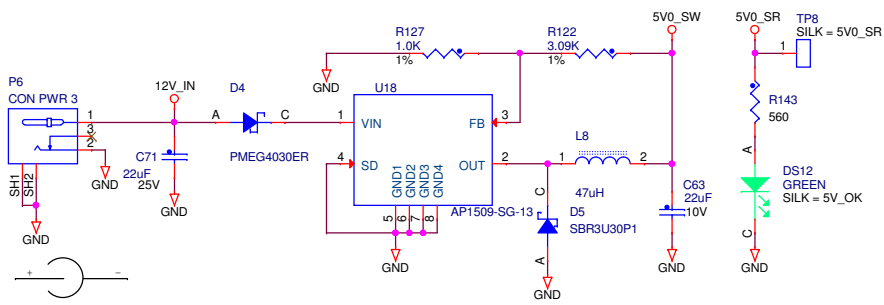 R127
1.0K
1%
R122
3.09K
1%
5V0_SW
5V0_SR
TP8
SILK = 5V0_SR
1
GND
P6
CON PWR 3
12V_IN
D4
U18
1
3
2
A
C
1
VIN
FB
3
R143
560
PMEG4030ER
C71
22uF
25V
GND
4
SD
OUT
2
L8
1
2
47uH
GND1
GND2
GND3
GND4
5
6
7
8
AP1509-SG-13
C
D5
SBR3U30P1
A
C63
22uF
10V
A
DS12
GREEN
SILK = 5V_OK
C
SH1
SH2
GND
GND
GND
GND
GND
GND
+
-